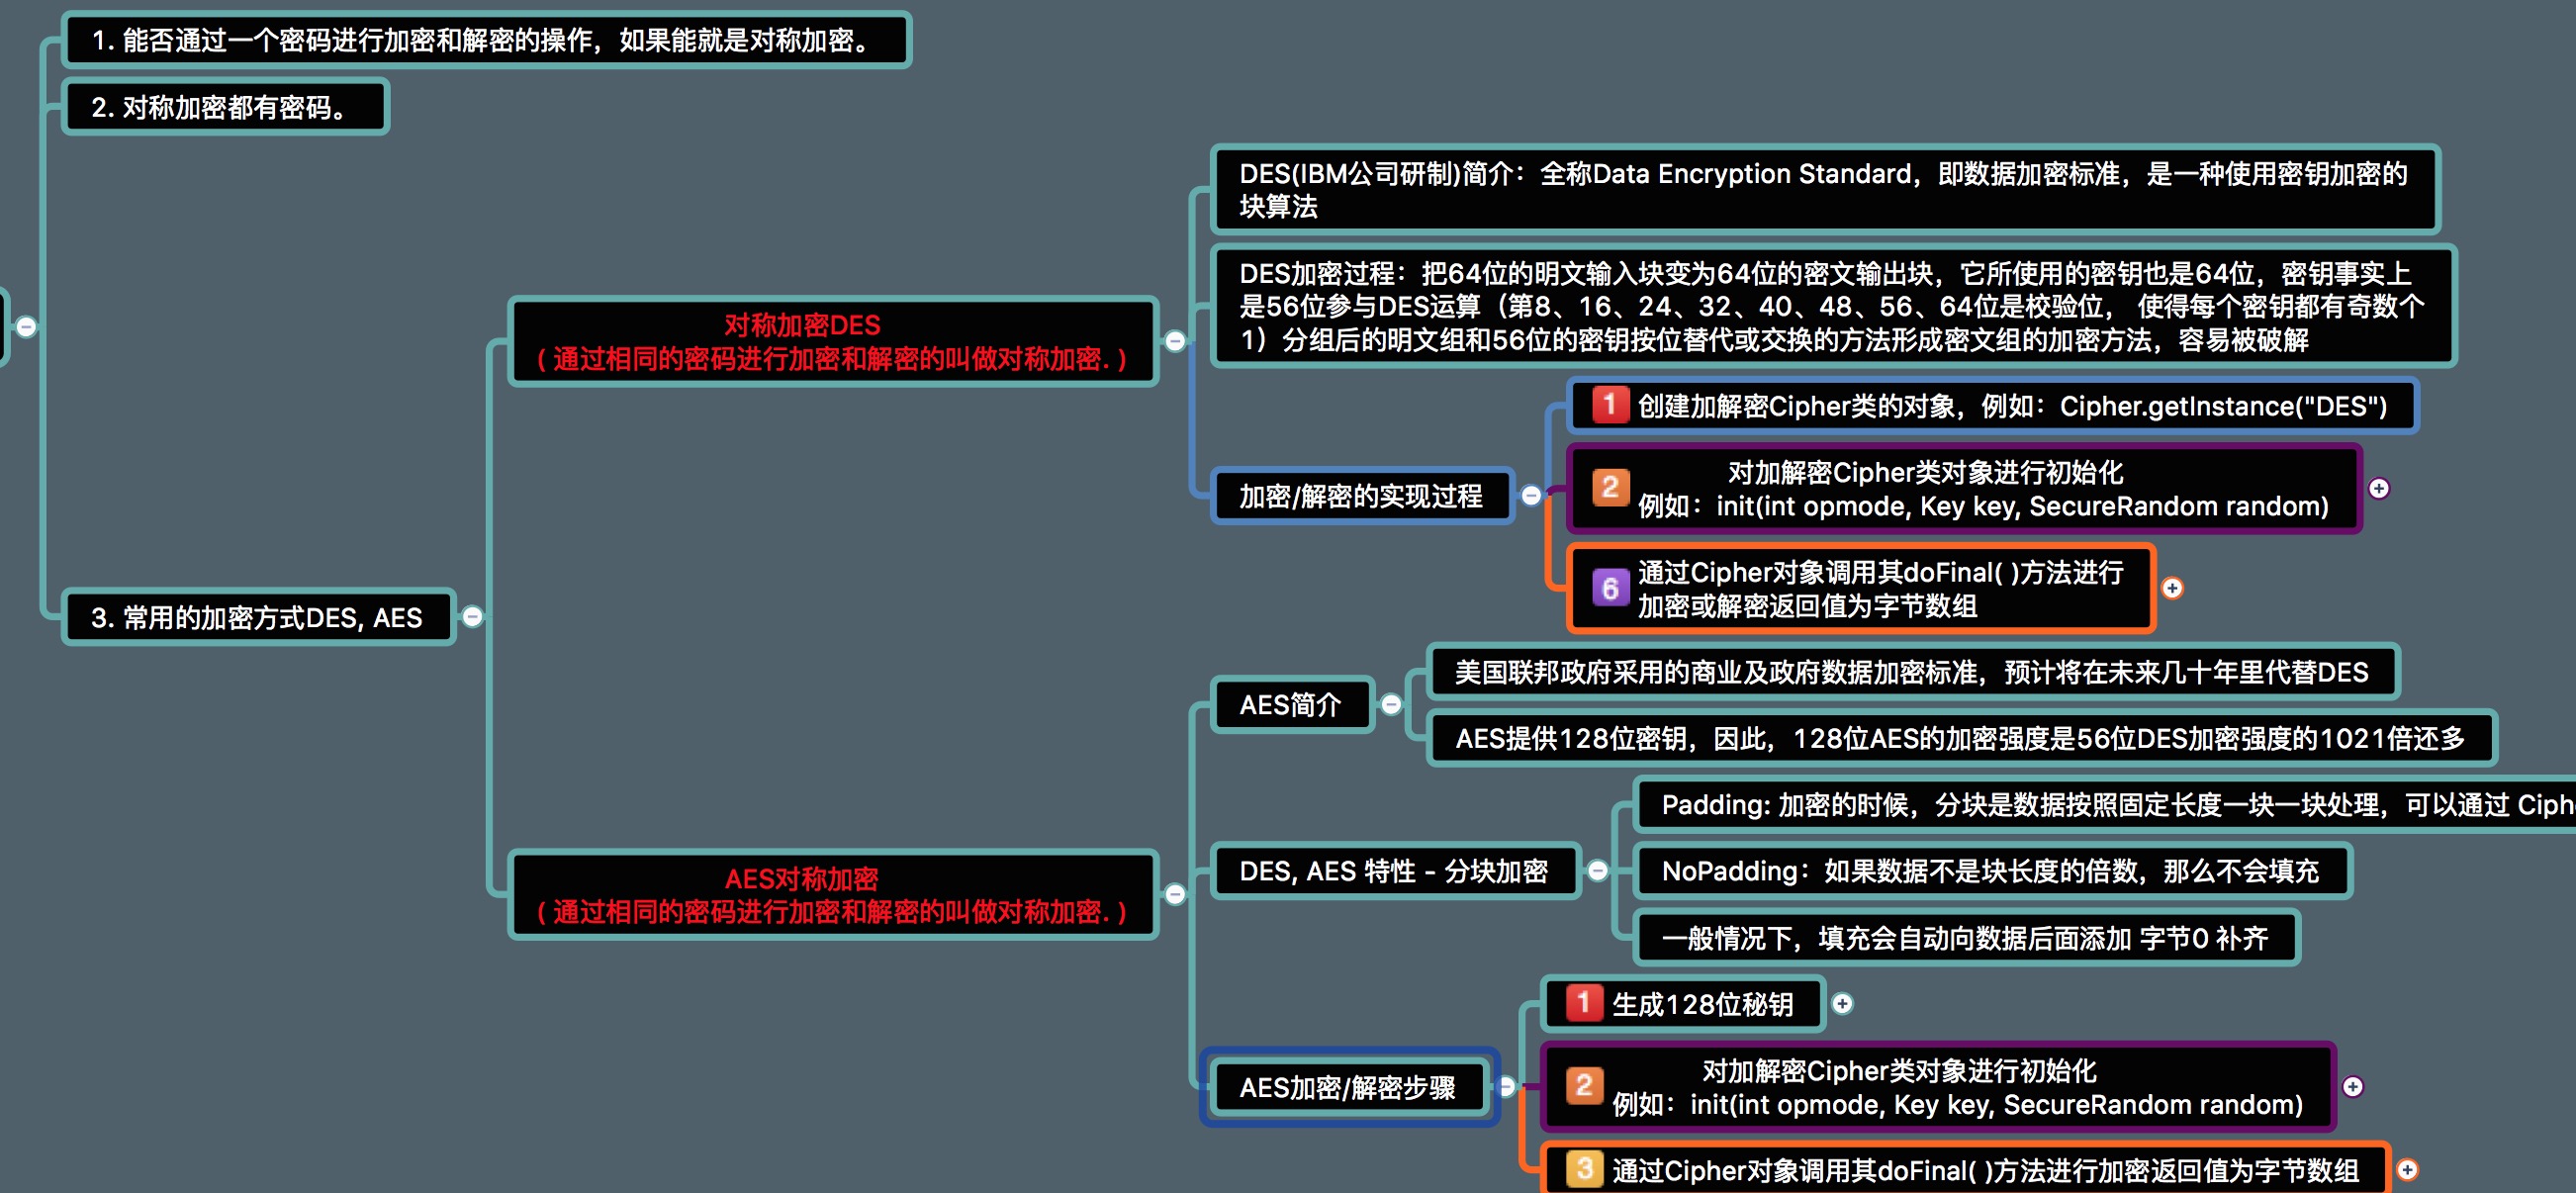 1. 能否通过一个密码进行加密和解密的操作，如果能就是对称加密。
2. 对称加密都有密码。
3. 常用的加密方式DES, AES
对称加密DES
( 通过相同的密码进行加密和解密的叫做对称加密. )
DES(IBM公司研制)简介：全称Data Encryption Standard，即数据加密标准，是一种使用密钥加密的
块算法
DES加密过程：把64位的明文输入块变为64位的密文输出块，它所使用的密钥也是64位，密钥事实上
是56位参与DES运算（第8、16、24、32、40、48、56、64位是校验位， 使得每个密钥都有奇数个
1）分组后的明文组和56位的密钥按位替代或交换的方法形成密文组的加密方法，容易被破解
加密/解密的实现过程
1 创建加解密Cipher类的对象，例如：Cipher.getInstance("DES")
2 对加解密Cipher类对象进行初始化
例如：init(int opmode, Key key, SecureRandom random)
6 通过Cipher对象调用其doFinal( )方法进行
加密或解密返回值为字节数组
AES对称加密
( 通过相同的密码进行加密和解密的叫做对称加密. )
AES简介
美国联邦政府采用的商业及政府数据加密标准，预计将在未来几十年里代替DES
AES提供128位密钥，因此，128位AES的加密强度是56位DES加密强度的1021倍还多
DES, AES 特性 - 分块加密
Padding: 加密的时候，分块是数据按照固定长度一块一块处理，可以通过 Ciph
NoPadding：如果数据不是块长度的倍数，那么不会填充
一般情况下，填充会自动向数据后面添加 字节0 补齐
AES加密/解密步骤
1 生成128位秘钥
2 对加解密Cipher类对象进行初始化
例如：init(int opmode, Key key, SecureRandom random)
3 通过Cipher对象调用其doFinal( )方法进行加密返回值为字节数组